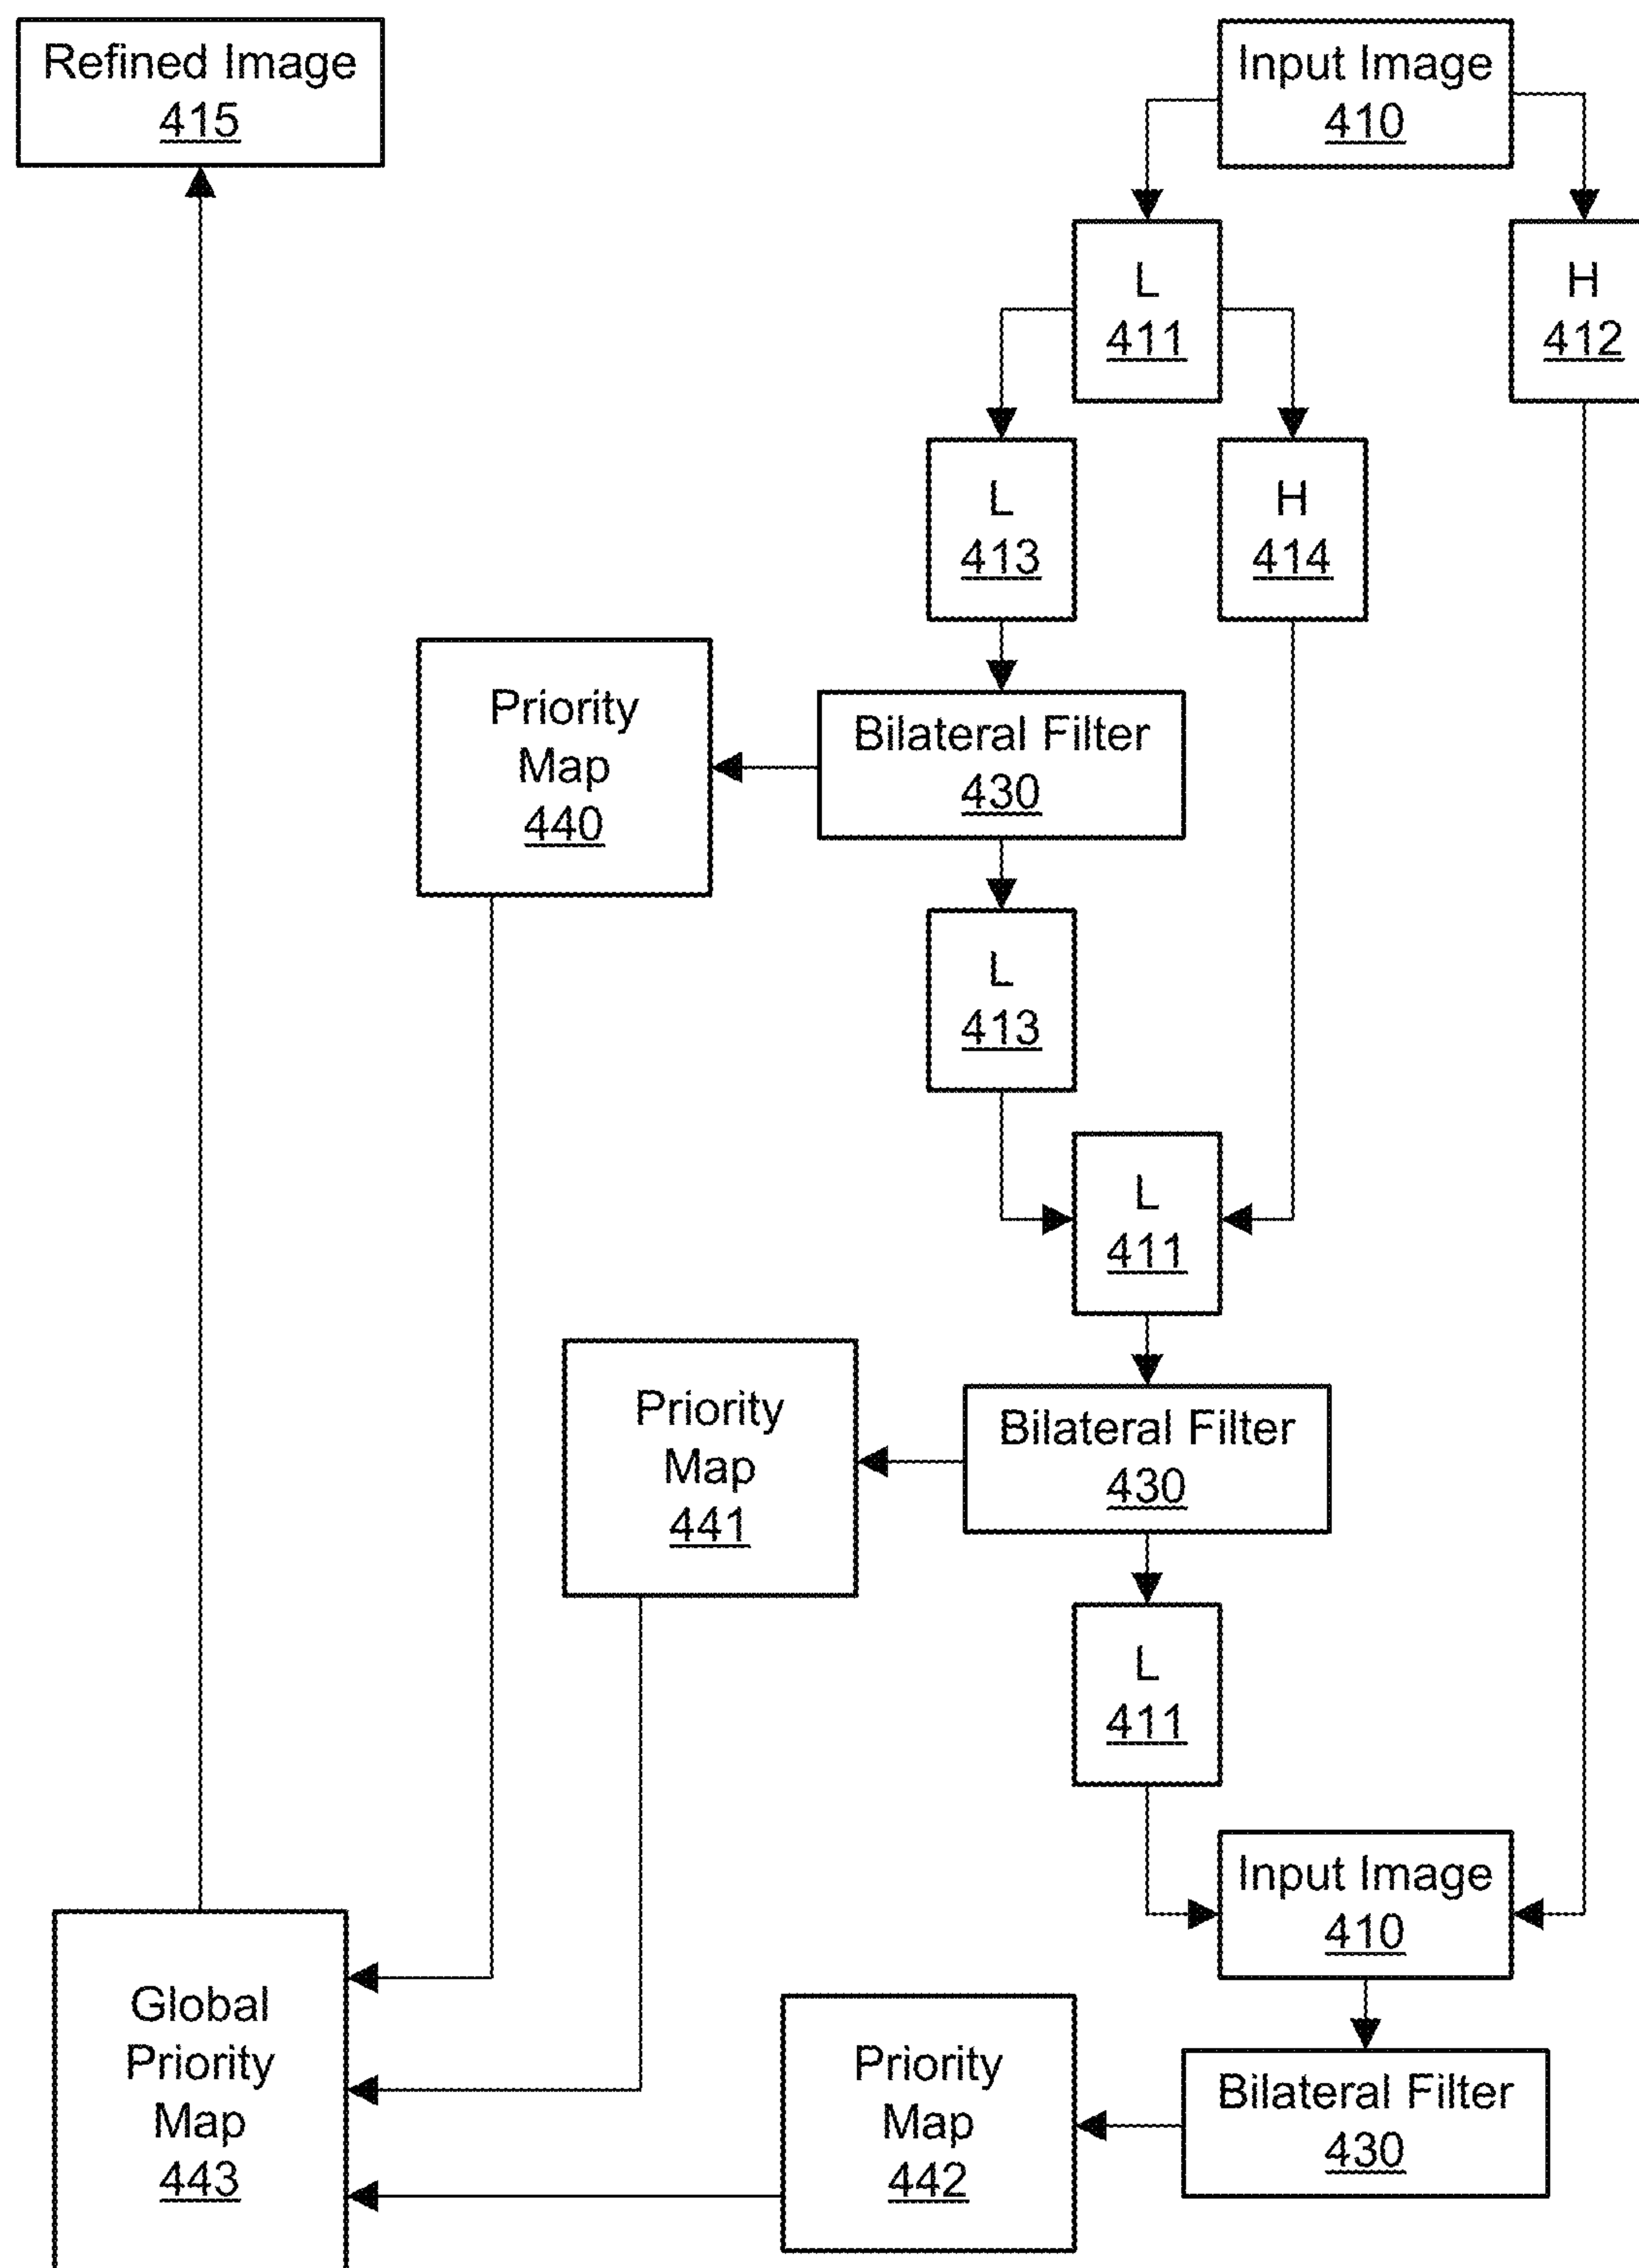 Refined Image
415
Input Image
410
L
411
H
412
L
413
H
414
Priority
Map
440
Bilateral Filter
430
L
413
L
411
Priority
Map
441
Bilateral Filter
430
L
411
Input Image
410
Global
Priority
Map
443
Priority
Map
442
Bilateral Filter
430